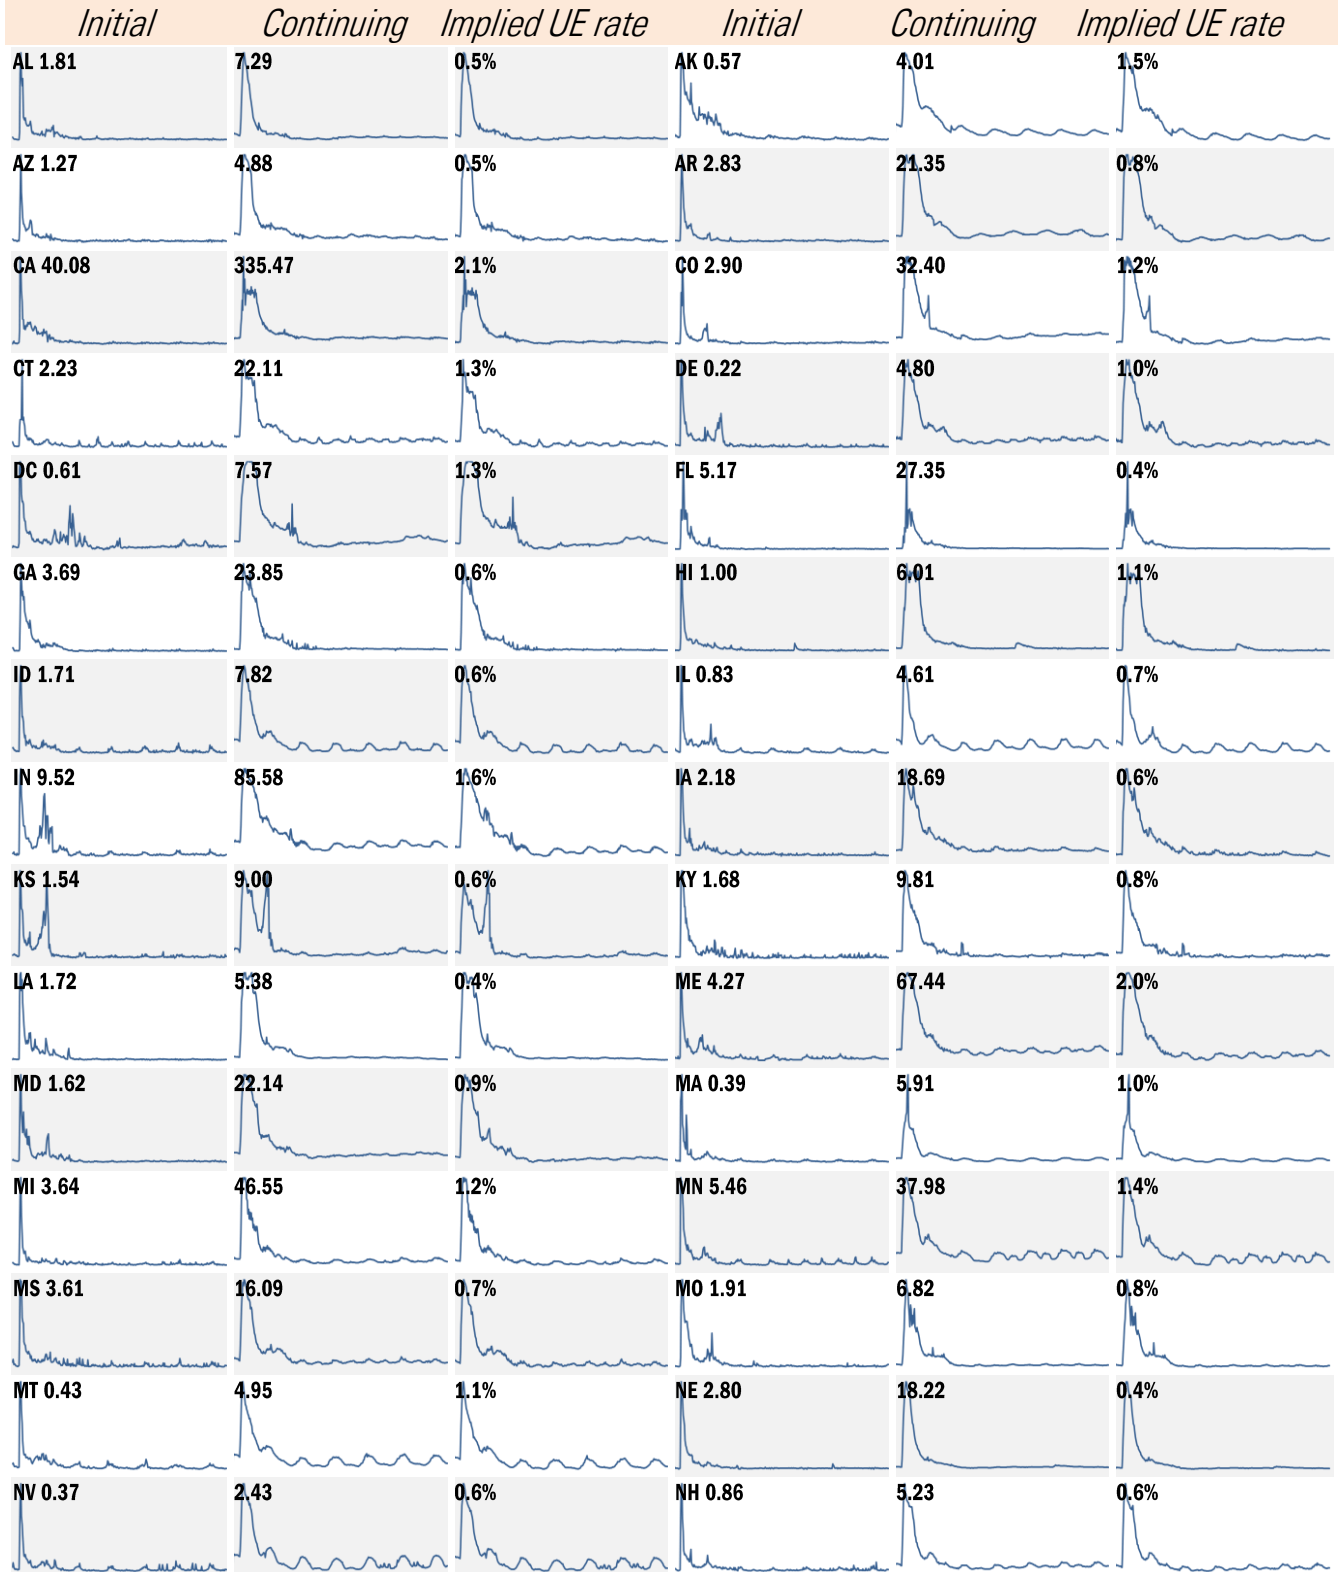 Initial Continuing Implied UE rate Initial Continuing Implied UE rate
AL 1.81 7.29 0.5% AK 0.57 4.01 1.5%
AZ 1.27 4.88 0.5% AR 2.83 21.35 0.8%
CA 40.08 335.47 2.1% CO 2.90 32.40 1.2%
CT 2.23 22.11 1.3% DE 0.22 4.80 1.0%
DC 0.61 7.57 1.3% FL 5.17 27.35 0.4%
GA 3.69 23.85 0.6% HI 1.00 6.01 1.1%
ID 1.71 7.82 0.6% IL 0.83 4.61 0.7%
IN 9.52 85.58 1.6% IA 2.18 18.69 0.6%
KS 1.54 9.00 0.6% KY 1.68 9.81 0.8%
LA 1.72 5.38 0.4% ME 4.27 67.44 2.0%
MD 1.62 22.14 0.9% MA 0.39 5.91 1.0%
MI 3.64 46.55 1.2% MN 5.46 37.98 1.4%
MS 3.61 16.09 0.7% MO 1.91 6.82 0.8%
MT 0.43 4.95 1.1% NE 2.80 18.22 0.4%
NV 0.37 2.43 0.6% NH 0.86 5.23 0.6%